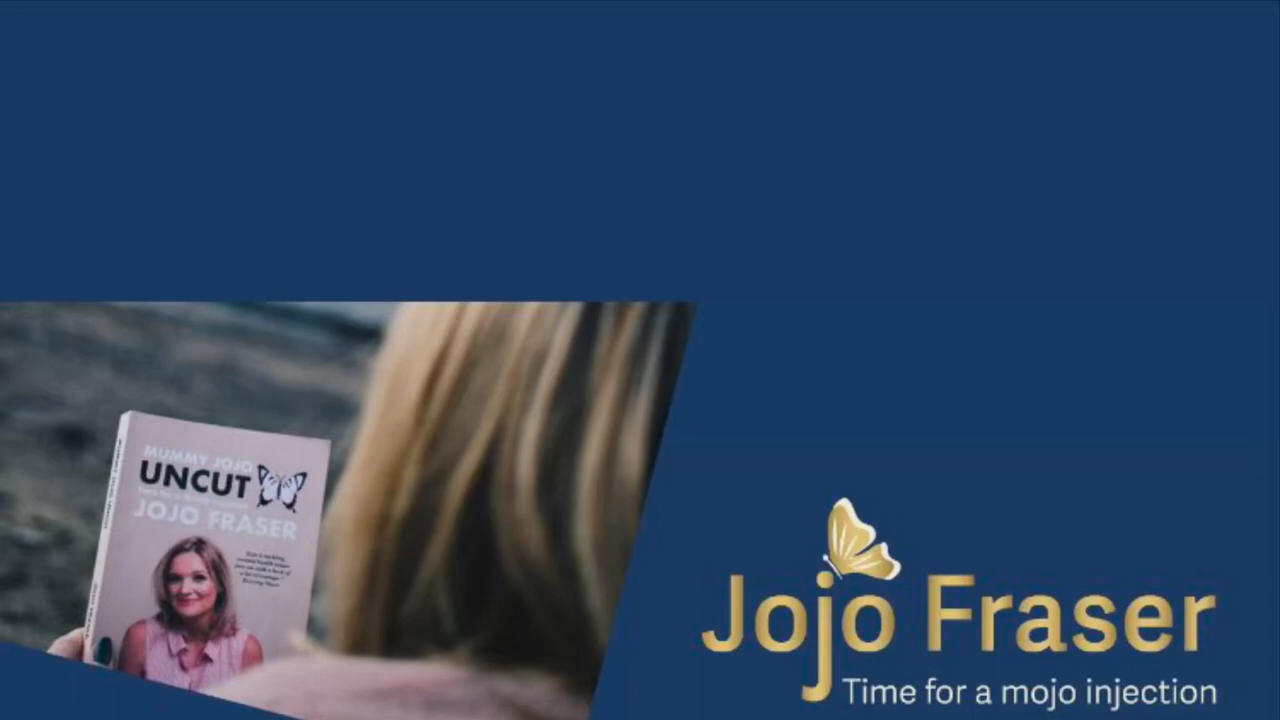 MUMMY JOJO
UNCUT
JOJO FRASER
Jojo Fraser
Time for a mojo injection